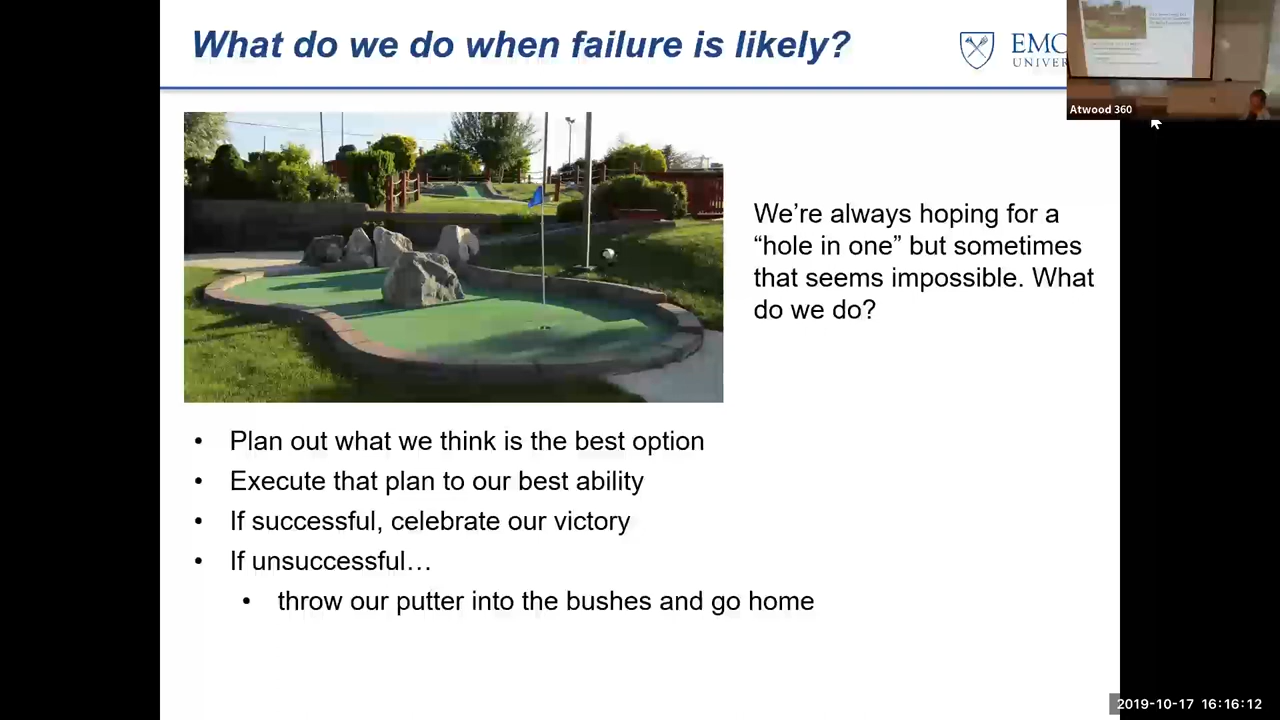 What do we do when failure is likely?
EMO
UNIVER
Atwood 360
We’re always hoping for a
“hole in one” but sometimes
that seems impossible. What
do we do?
• Plan out what we think is the best option
• Execute that plan to our best ability
• If successful, celebrate our victory
• If unsuccessful…
• throw our putter into the bushes and go home
2019-10-17 16:16:12